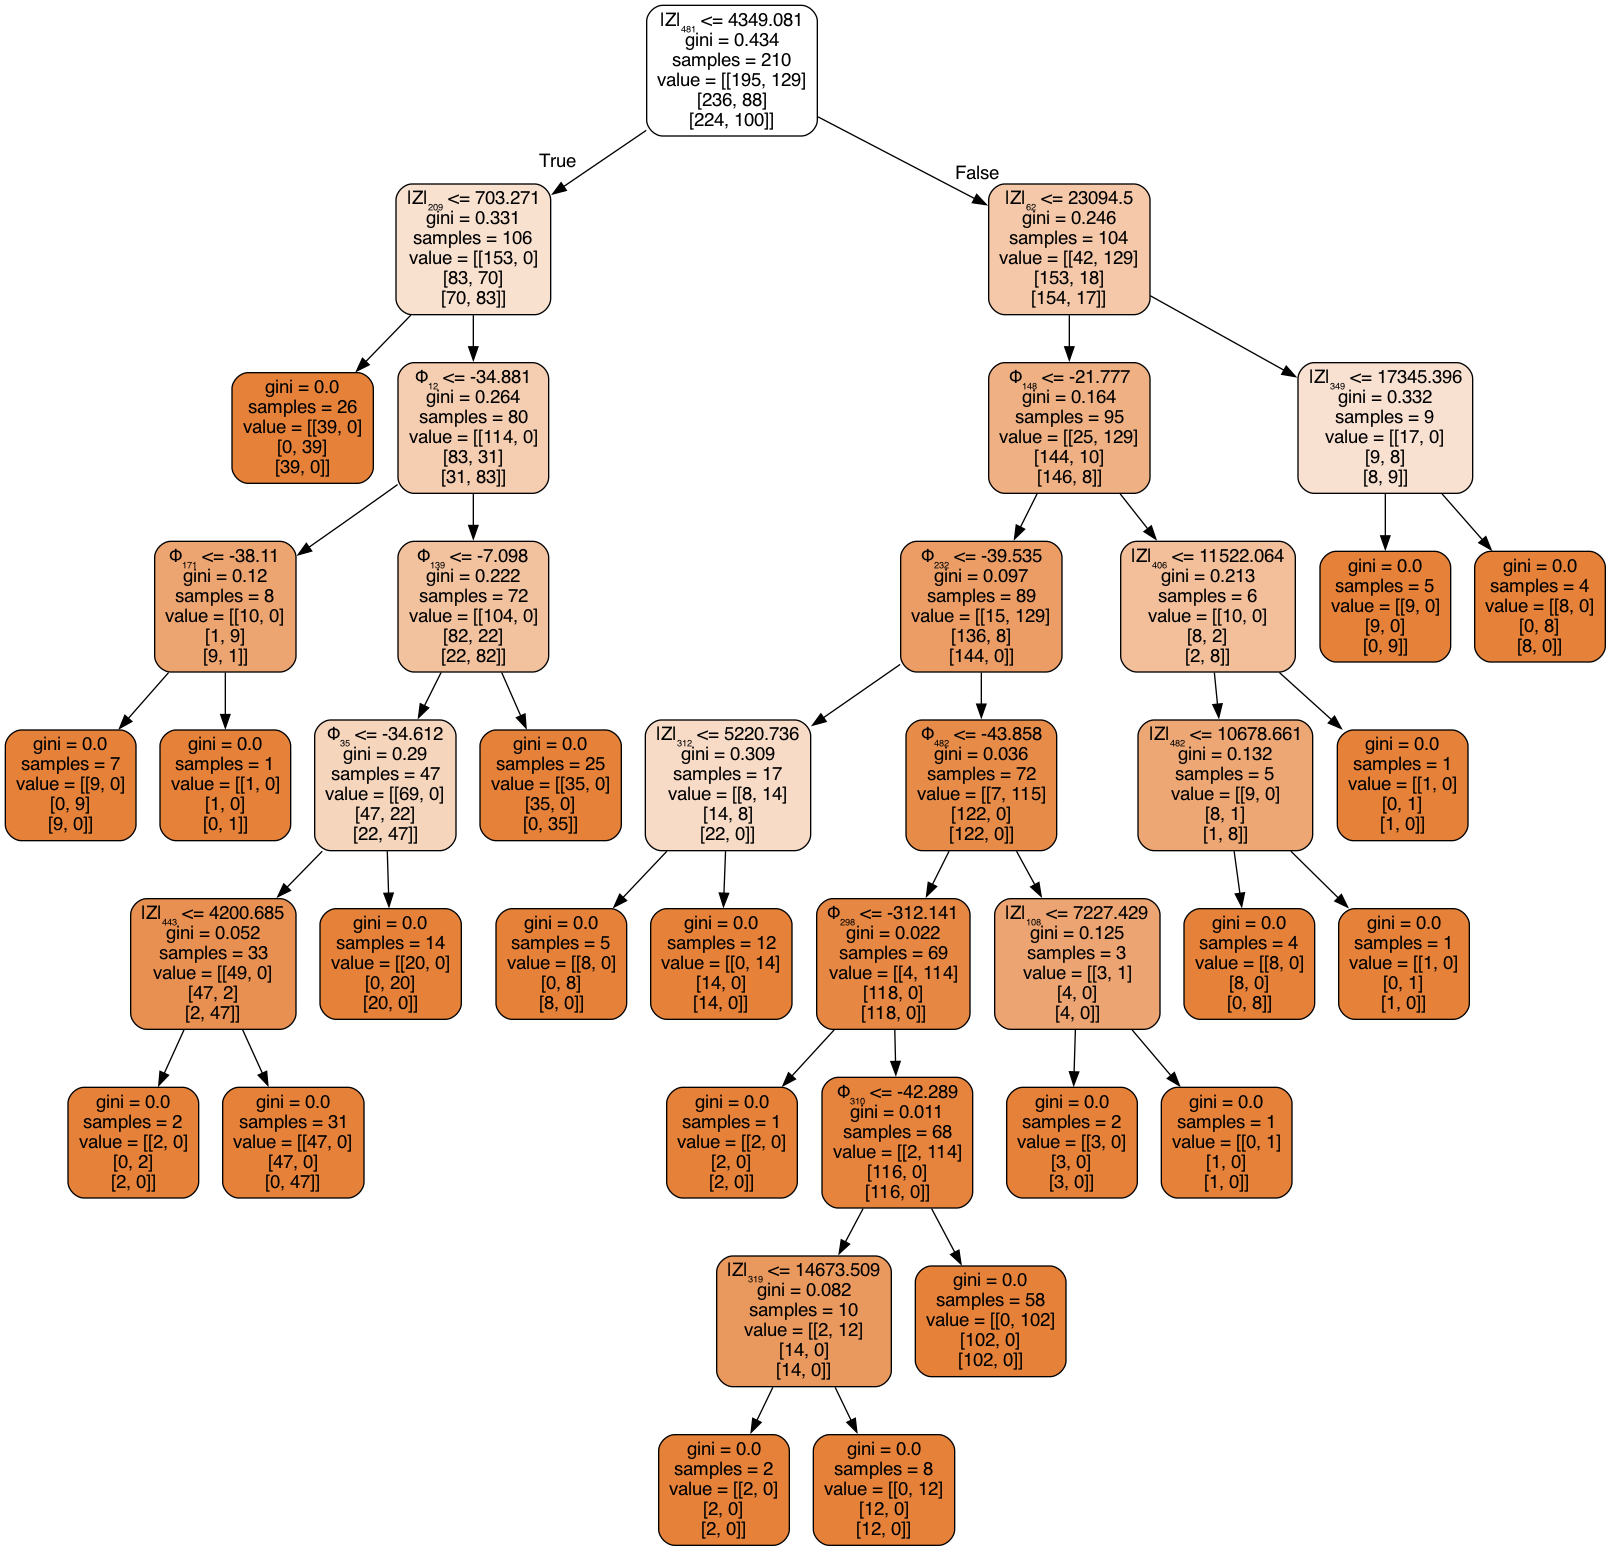 |Z|₄₈₁ <= 4349.081
gini = 0.434
samples = 210
value = [[195, 129]
[236, 88]
[224, 100]]
True
False
|Z|₂₀₉ <= 703.271
gini = 0.331
samples = 106
value = [[153, 0]
[83, 70]
[70, 83]]
|Z|₆₂ <= 23094.5
gini = 0.246
samples = 104
value = [[42, 129]
[153, 18]
[154, 17]]
gini = 0.0
samples = 26
value = [[39, 0]
[0, 39]
[39, 0]]
Φ₁₂ <= -34.881
gini = 0.264
samples = 80
value = [[114, 0]
[83, 31]
[31, 83]]
Φ₁₄₈ <= -21.777
gini = 0.164
samples = 95
value = [[25, 129]
[144, 10]
[146, 8]]
|Z|₃₄₉ <= 17345.396
gini = 0.332
samples = 9
value = [[17, 0]
[9, 8]
[8, 9]]
Φ₁₇₁ <= -38.11
gini = 0.12
samples = 8
value = [[10, 0]
[1, 9]
[9, 1]]
Φ₁₃₉ <= -7.098
gini = 0.222
samples = 72
value = [[104, 0]
[82, 22]
[22, 82]]
Φ₂₃₂ <= -39.535
gini = 0.097
samples = 89
value = [[15, 129]
[136, 8]
[144, 0]]
|Z|₄₀₆ <= 11522.064
gini = 0.213
samples = 6
value = [[10, 0]
[8, 2]
[2, 8]]
gini = 0.0
samples = 5
value = [[9, 0]
[9, 0]
[0, 9]]
gini = 0.0
samples = 4
value = [[8, 0]
[0, 8]
[8, 0]]
gini = 0.0
samples = 7
value = [[9, 0]
[0, 9]
[9, 0]]
gini = 0.0
samples = 1
value = [[1, 0]
[1, 0]
[0, 1]]
Φ₃₅ <= -34.612
gini = 0.29
samples = 47
value = [[69, 0]
[47, 22]
[22, 47]]
gini = 0.0
samples = 25
value = [[35, 0]
[35, 0]
[0, 35]]
|Z|₃₁₂ <= 5220.736
gini = 0.309
samples = 17
value = [[8, 14]
[14, 8]
[22, 0]]
Φ₄₈₂ <= -43.858
gini = 0.036
samples = 72
value = [[7, 115]
[122, 0]
[122, 0]]
|Z|₄₈₂ <= 10678.661
gini = 0.132
samples = 5
value = [[9, 0]
[8, 1]
[1, 8]]
gini = 0.0
samples = 1
value = [[1, 0]
[0, 1]
[1, 0]]
|Z|₄₄₃ <= 4200.685
gini = 0.052
samples = 33
value = [[49, 0]
[47, 2]
[2, 47]]
gini = 0.0
samples = 14
value = [[20, 0]
[0, 20]
[20, 0]]
gini = 0.0
samples = 5
value = [[8, 0]
[0, 8]
[8, 0]]
gini = 0.0
samples = 12
value = [[0, 14]
[14, 0]
[14, 0]]
Φ₂₉₈ <= -312.141
gini = 0.022
samples = 69
value = [[4, 114]
[118, 0]
[118, 0]]
|Z|₁₀₈ <= 7227.429
gini = 0.125
samples = 3
value = [[3, 1]
[4, 0]
[4, 0]]
gini = 0.0
samples = 4
value = [[8, 0]
[8, 0]
[0, 8]]
gini = 0.0
samples = 1
value = [[1, 0]
[0, 1]
[1, 0]]
gini = 0.0
samples = 2
value = [[2, 0]
[0, 2]
[2, 0]]
gini = 0.0
samples = 31
value = [[47, 0]
[47, 0]
[0, 47]]
gini = 0.0
samples = 1
value = [[2, 0]
[2, 0]
[2, 0]]
Φ₃₁₀ <= -42.289
gini = 0.011
samples = 68
value = [[2, 114]
[116, 0]
[116, 0]]
gini = 0.0
samples = 2
value = [[3, 0]
[3, 0]
[3, 0]]
gini = 0.0
samples = 1
value = [[0, 1]
[1, 0]
[1, 0]]
|Z|₃₁₉ <= 14673.509
gini = 0.082
samples = 10
value = [[2, 12]
[14, 0]
[14, 0]]
gini = 0.0
samples = 58
value = [[0, 102]
[102, 0]
[102, 0]]
gini = 0.0
samples = 2
value = [[2, 0]
[2, 0]
[2, 0]]
gini = 0.0
samples = 8
value = [[0, 12]
[12, 0]
[12, 0]]